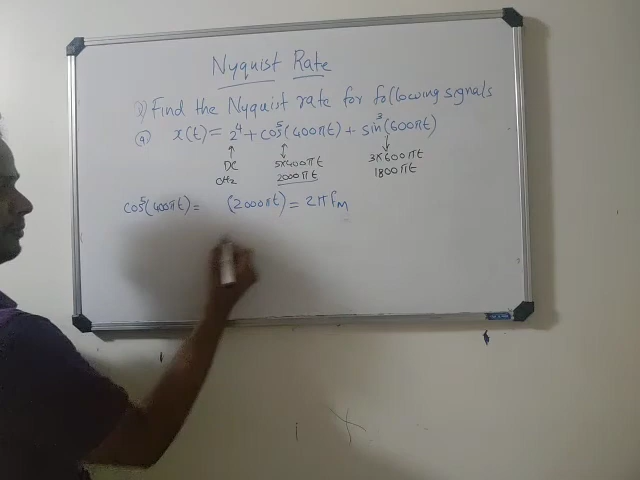 Nyquist Rate
Q) Find the Nyquist rate for following signals
(a) x(t) = 2⁴ + cos⁵(400πt) + sin³(600πt)
↑ ↑ ↓
DC 5×400πt 3×600πt
0Hz 2000πt 1800πt
cos⁵(400πt) = (2000πt) = 2πfM